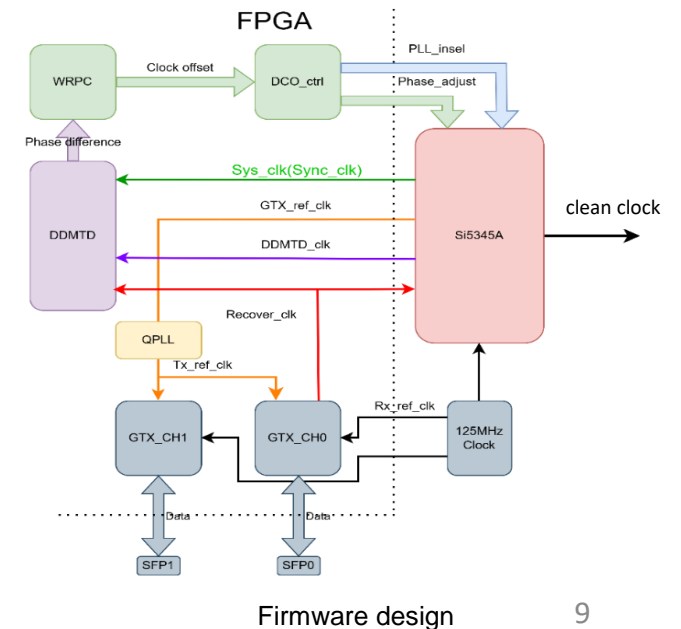 FPGA
PLL_insel
WRPC
Clock offset
DCO_ctrl
Phase_adjust
Phase difference
Sys_clk(Sync_clk)
GTX_ref_clk
clean clock
DDMTD
DDMTD_clk
Si5345A
Recover_clk
QPLL
Tx_ref_clk
Rx_ref_clk
GTX_CH1
GTX_CH0
125MHz
Clock
Data
Data
SFP1
SFP0
Firmware design
9